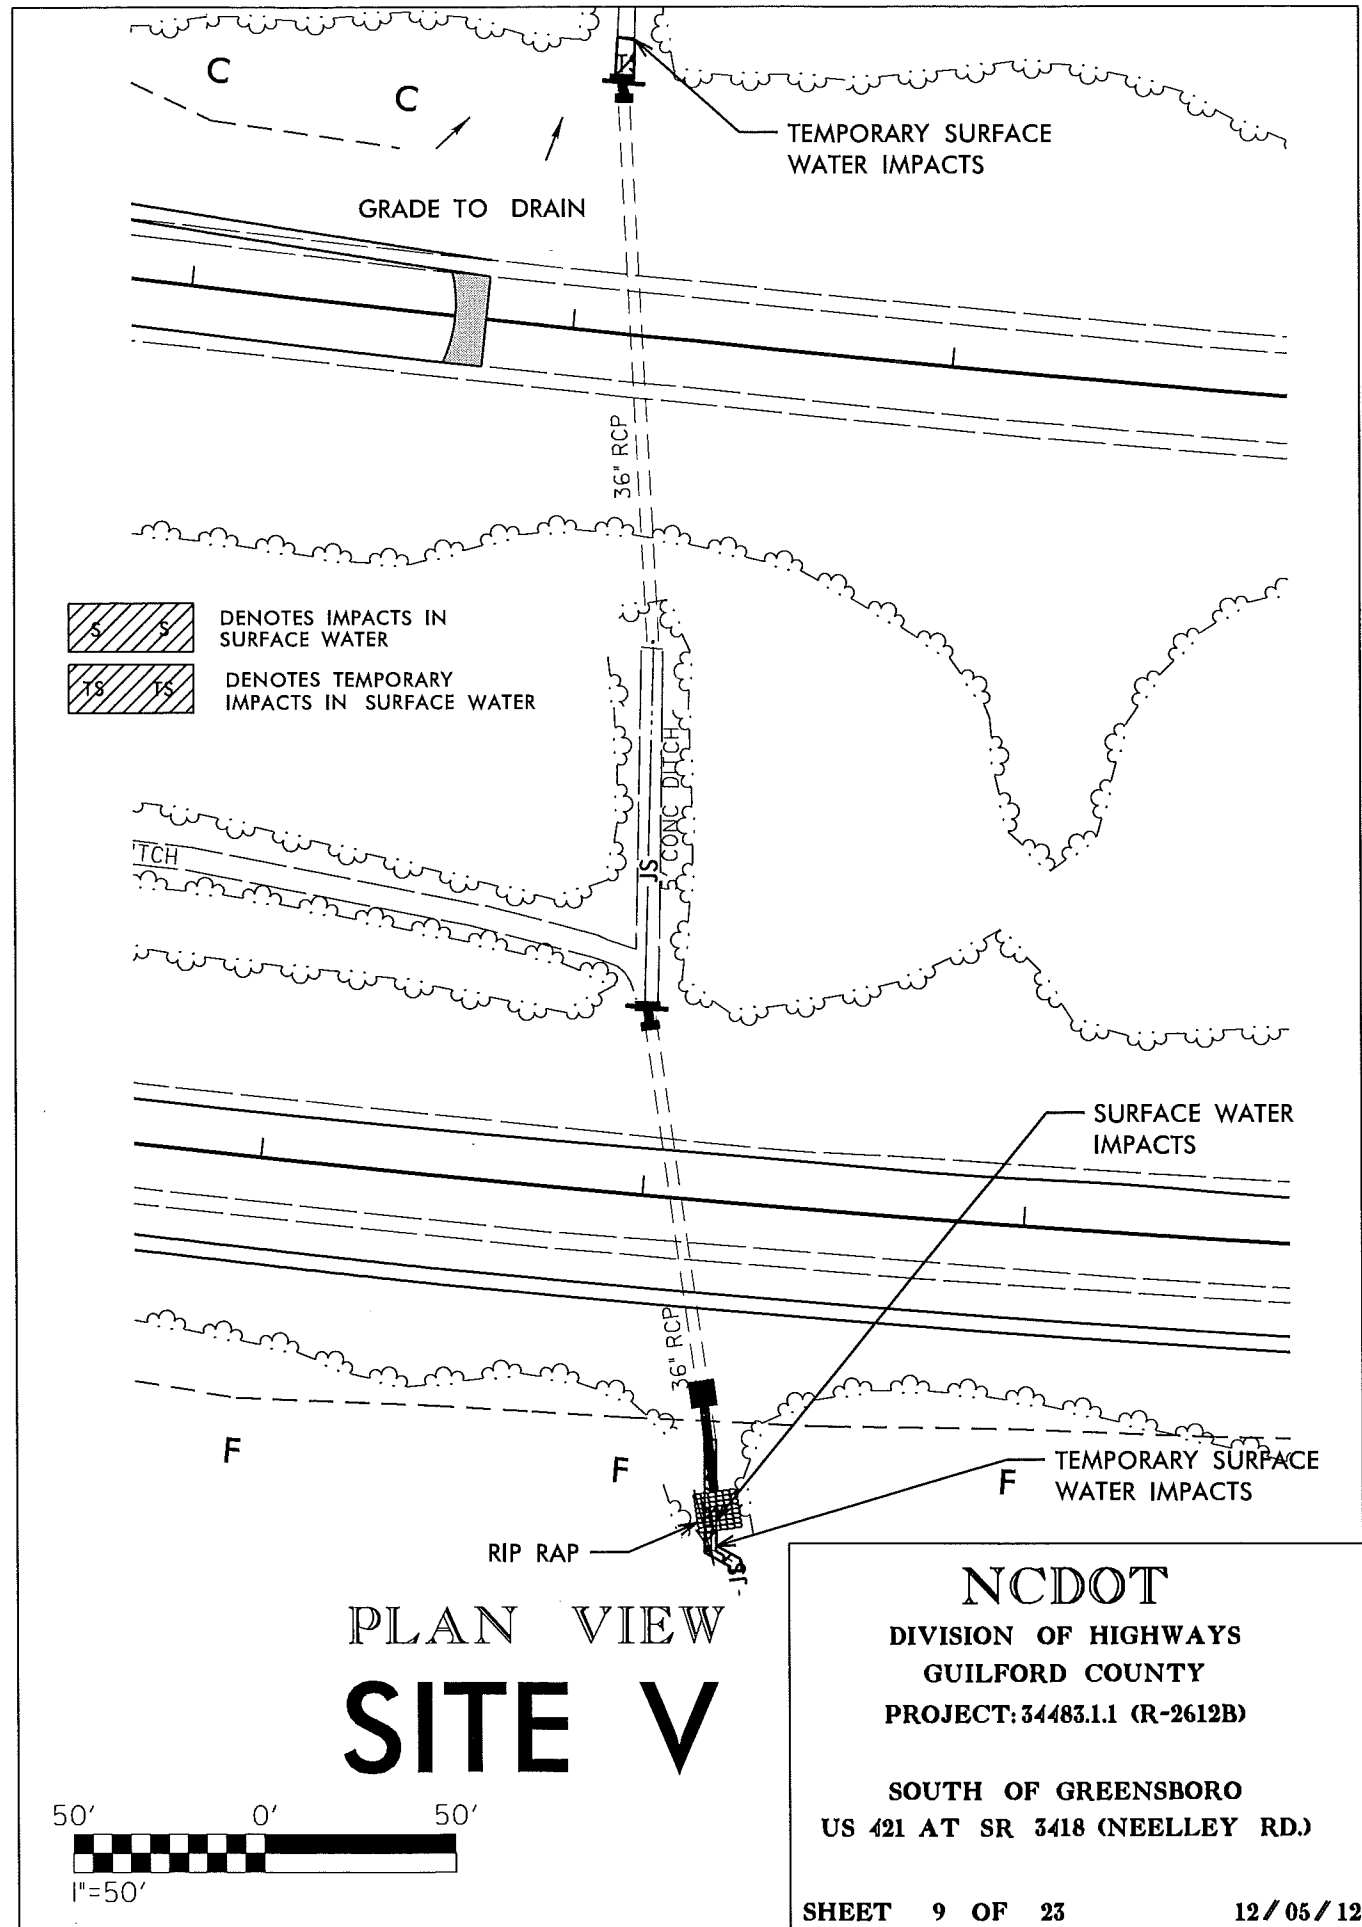 C
C
TS
TEMPORARY SURFACE
WATER IMPACTS
GRADE TO DRAIN
36" RCP
S S
DENOTES IMPACTS IN
SURFACE WATER
TS TS
DENOTES TEMPORARY
IMPACTS IN SURFACE WATER
CONC DITCH
JS
TCH
SURFACE WATER
IMPACTS
36" RCP
F
F
F
TEMPORARY SURFACE
WATER IMPACTS
RIP RAP
JS
PLAN VIEW
SITE V
50' 0' 50'
1"=50'
NCDOT
DIVISION OF HIGHWAYS
GUILFORD COUNTY
PROJECT: 34483.1.1 (R-2612B)
SOUTH OF GREENSBORO
US 421 AT SR 3418 (NEELLEY RD.)
SHEET 9 OF 23 12/05/12